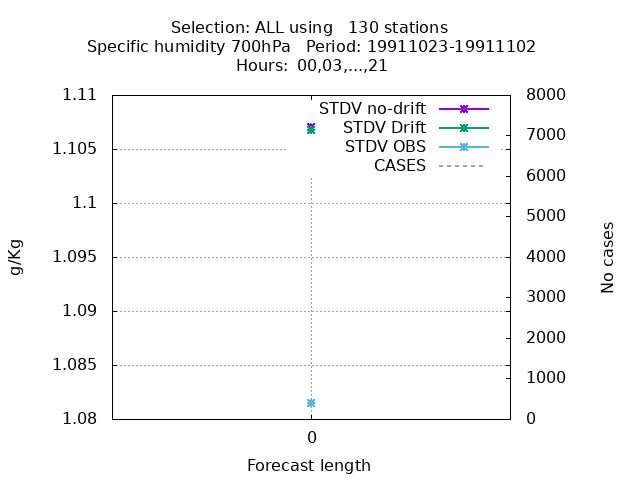 Selection: ALL using   130 stations
Specific humidity 700hPa   Period: 19911023-19911102
Hours:  00,03,...,21
1.11
1.105
1.1
1.095
1.09
1.085
1.08
g/Kg
STDV no-drift
STDV Drift
STDV OBS
CASES
8000
7000
6000
5000
4000
3000
2000
1000
0
No cases
0
Forecast length